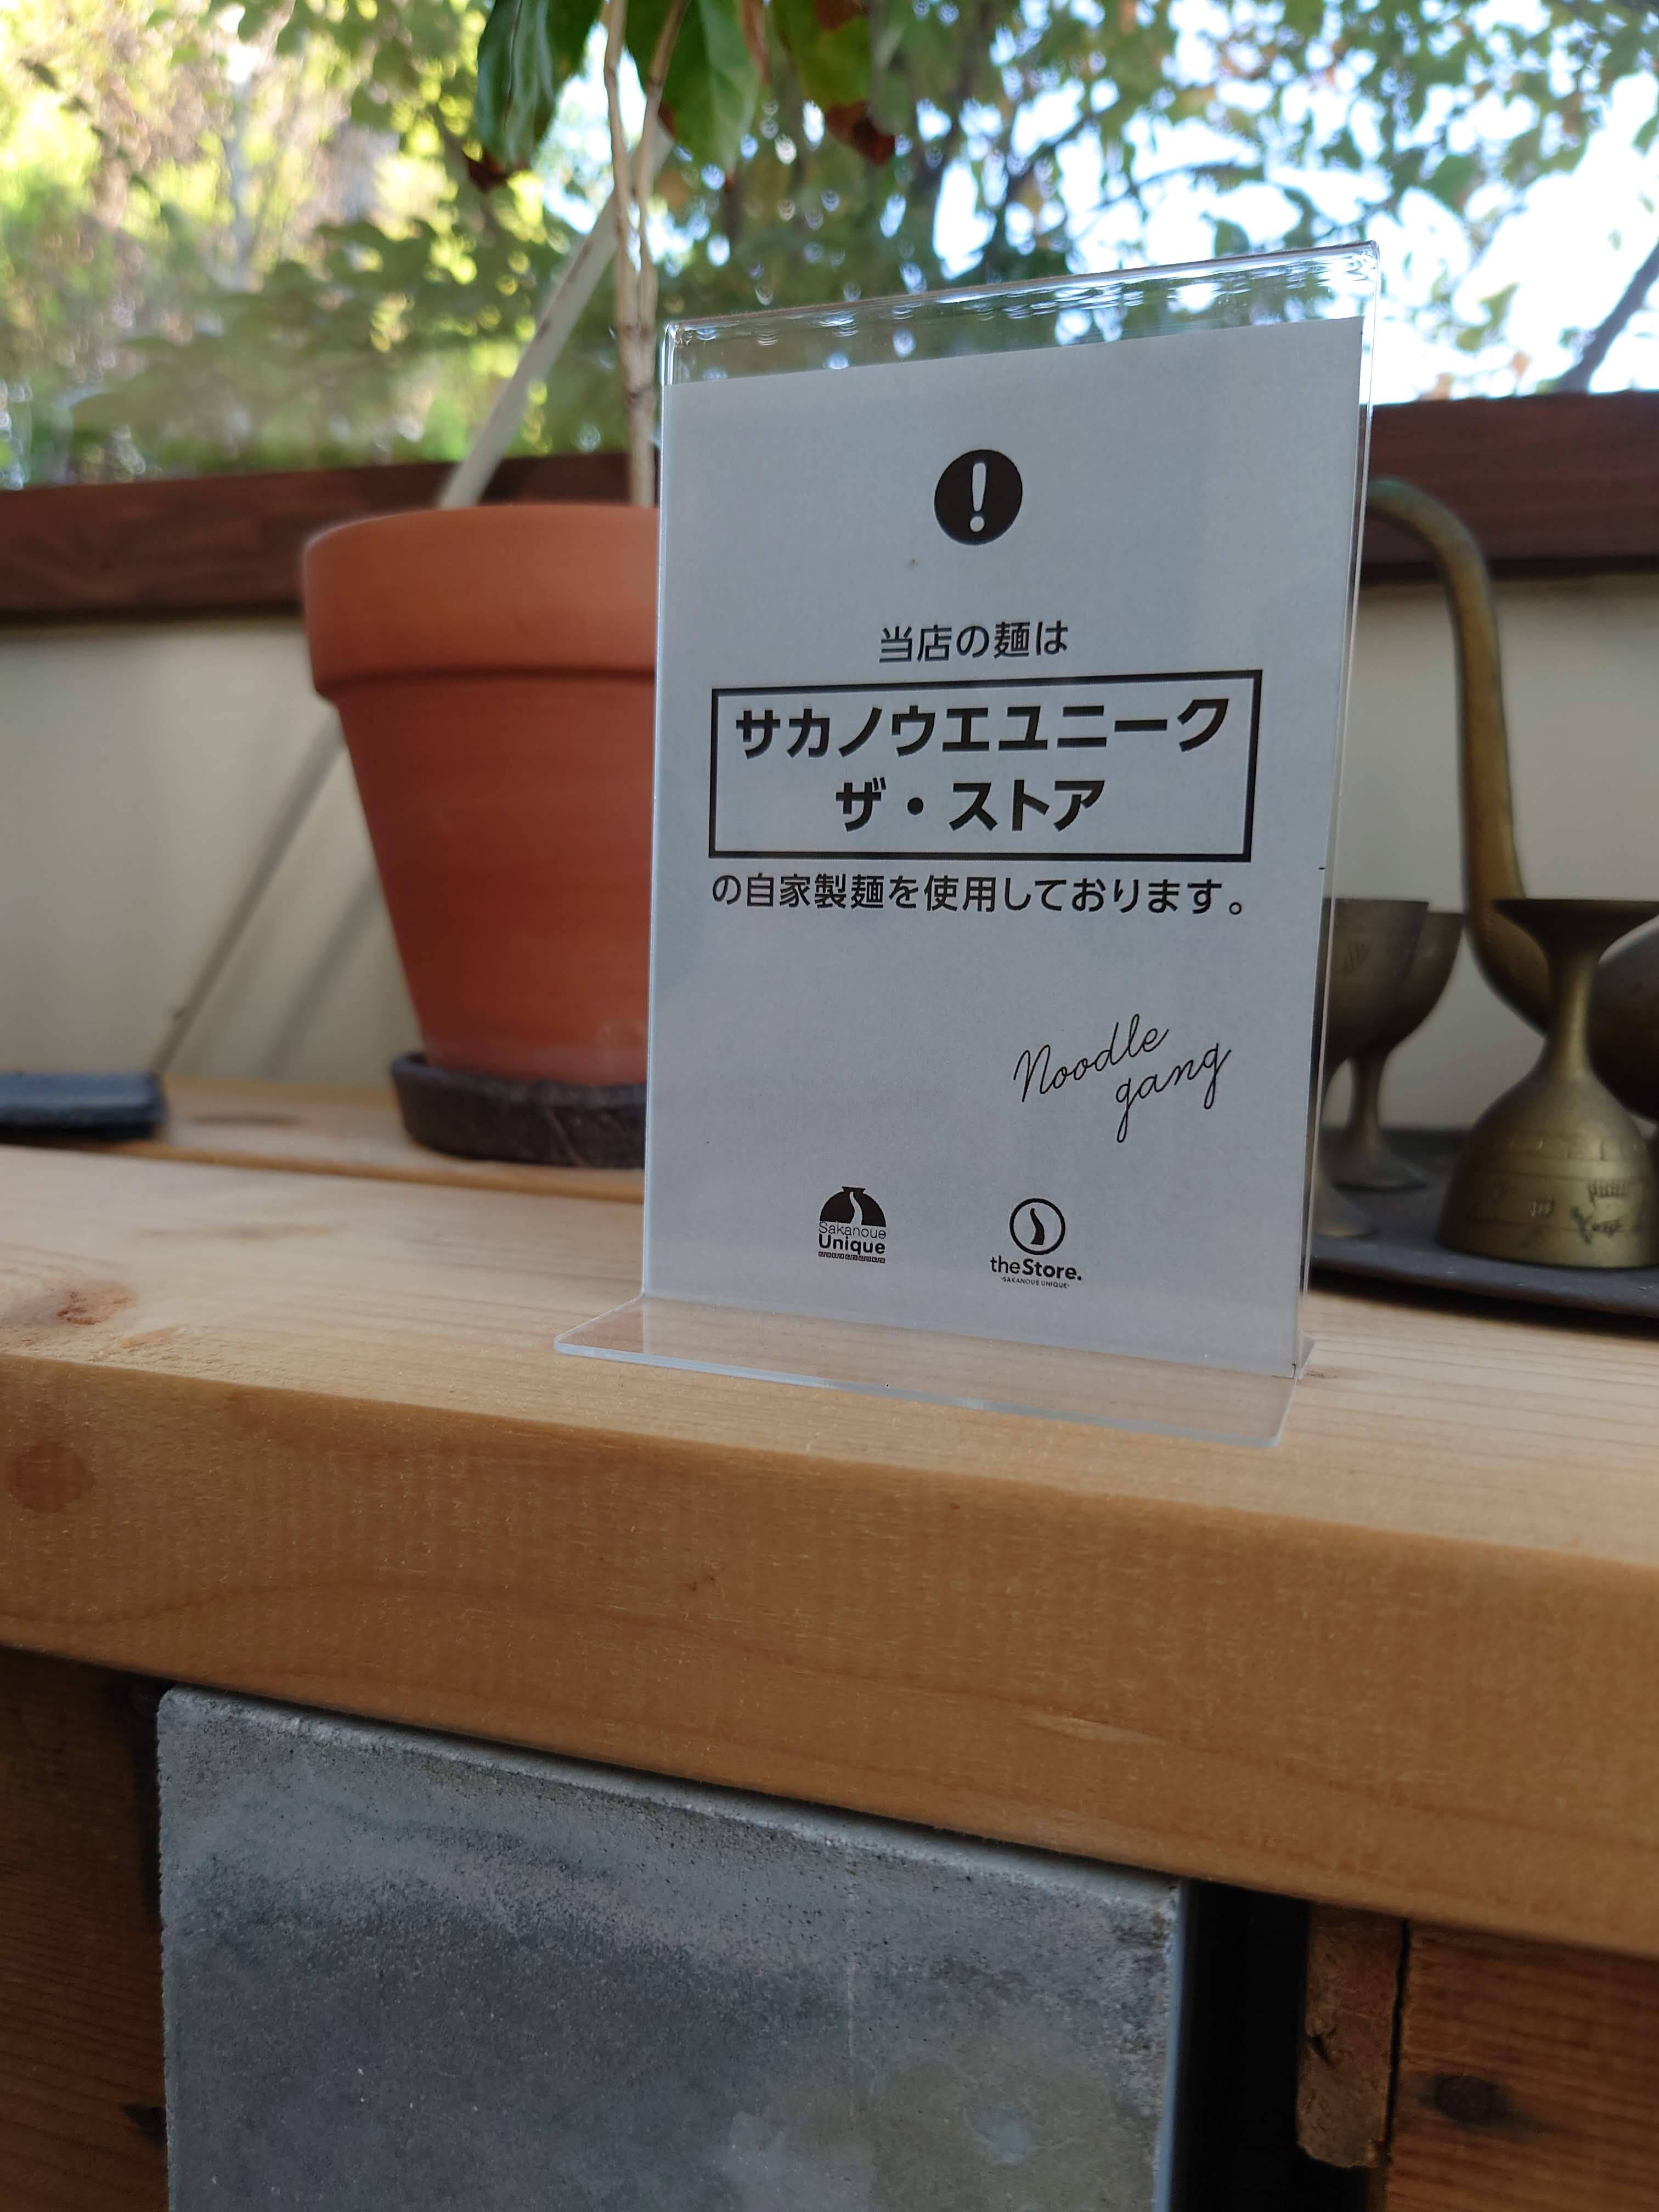 !
当店の麺は
サカノウエユニーク
ザ・ストア
の自家製麺を使用しております。
Noodle
gang
Sakanoue
Unique
theStore.
-SAKANOUE UNIQUE-